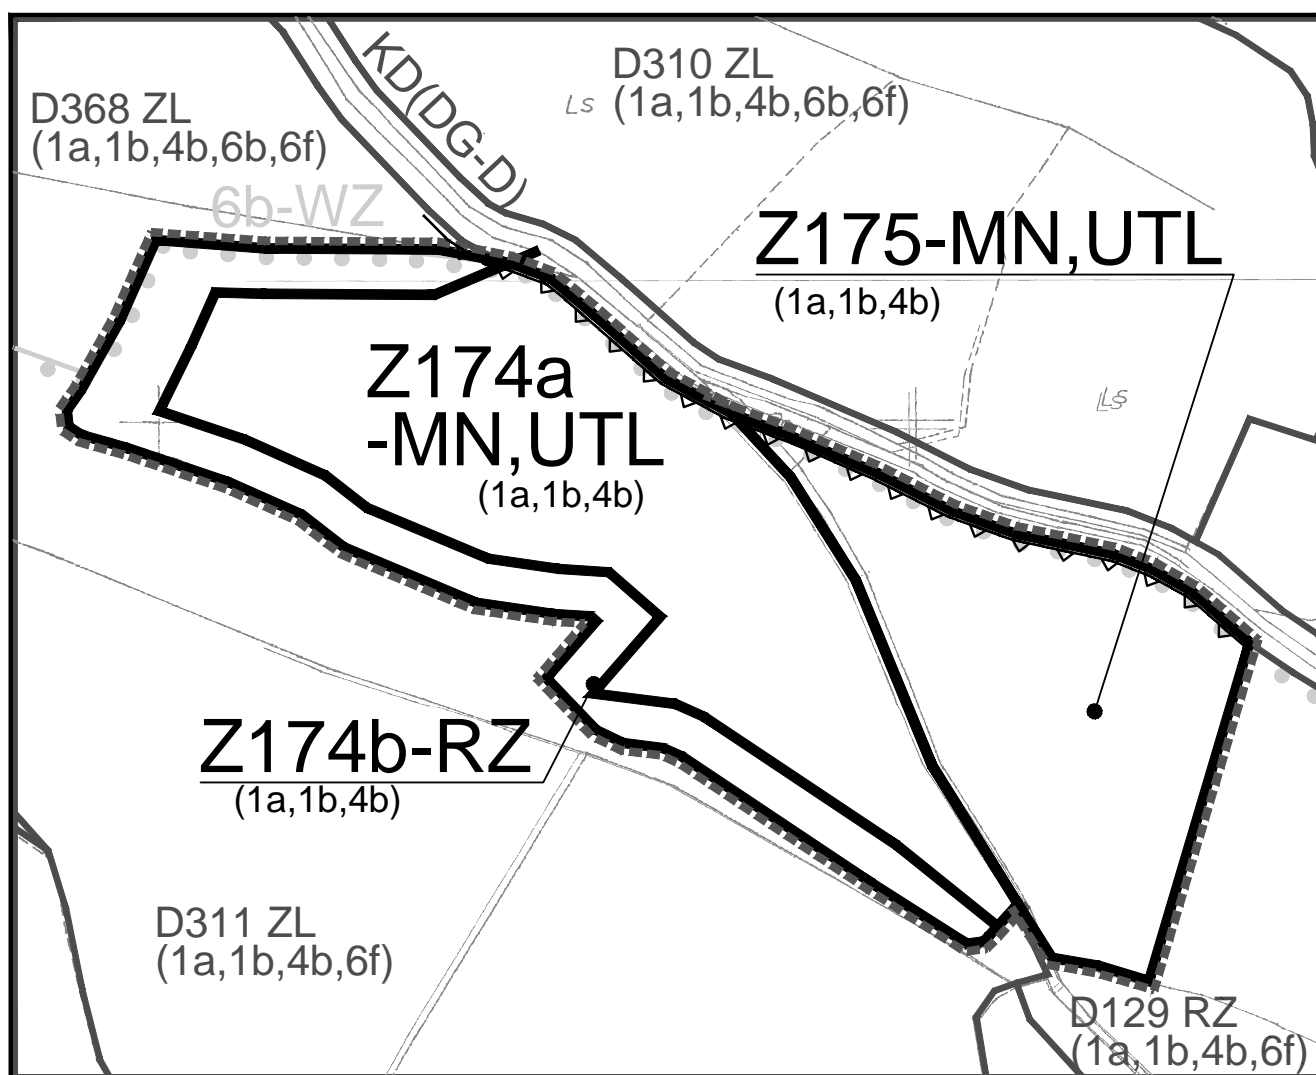 KD(DG-D)
D310 ZL
(1a,1b,4b,6b,6f)
Ls
D368 ZL
(1a,1b,4b,6b,6f)
6b-WZ
Z175-MN,UTL
(1a,1b,4b)
Z174a
-MN,UTL
(1a,1b,4b)
Ls
Z174b-RZ
(1a,1b,4b)
D311 ZL
(1a,1b,4b,6f)
D129 RZ
(1a,1b,4b,6f)